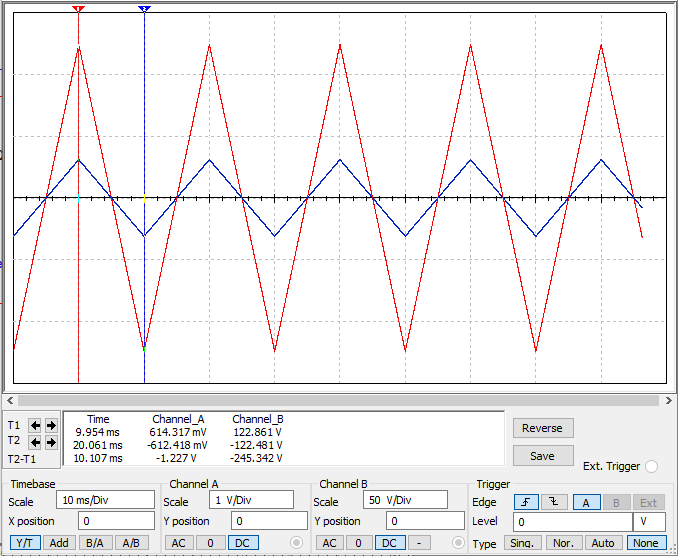 1 2
T1 Time Channel_A Channel_B
9.954 ms 614.317 mV 122.861 V
T2 20.061 ms -612.418 mV -122.481 V
T2-T1 10.107 ms -1.227 V -245.342 V
Reverse
Save
Ext. Trigger
Timebase Channel A Channel B Trigger
Scale 10 ms/Div Scale 1 V/Div Scale 50 V/Div Edge A B Ext
X position 0 Y position 0 Y position 0 Level 0 V
Y/T Add B/A A/B AC 0 DC AC 0 DC - Type Sing. Nor. Auto None